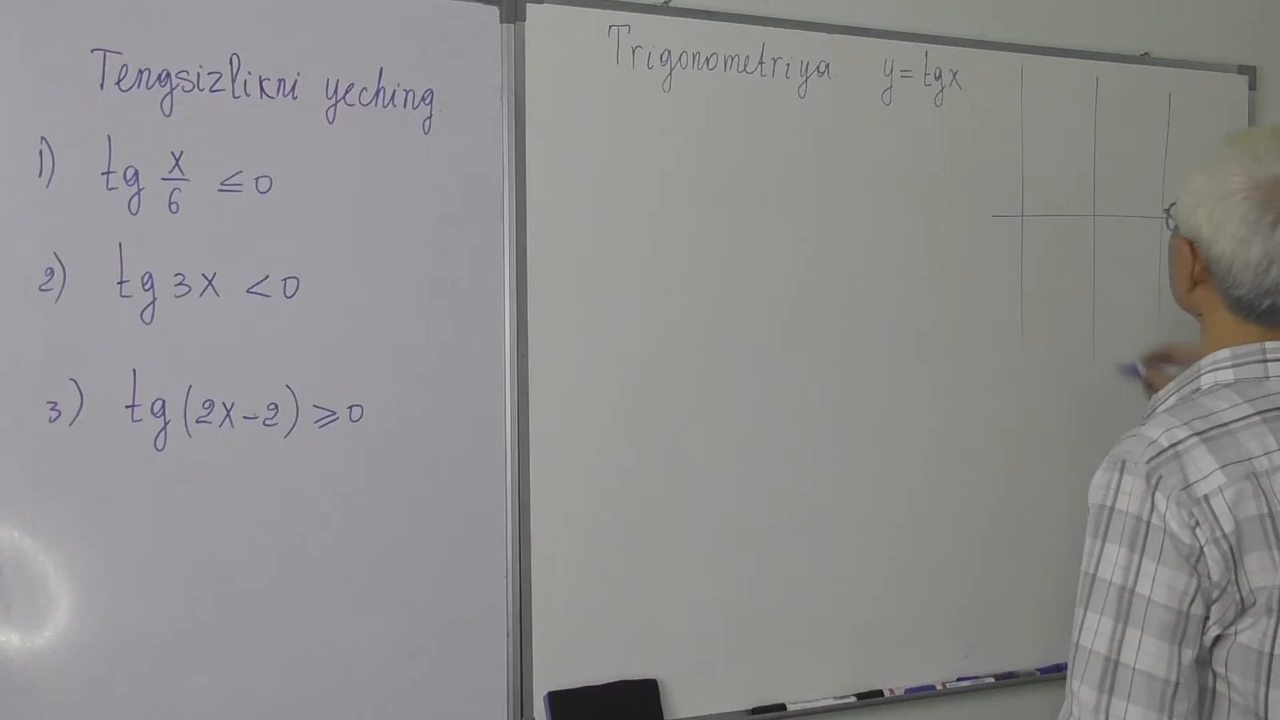 Tengsizlikni yeching
1) tg x/6 ≤ 0
2) tg 3x < 0
3) tg (2x-2) ≥ 0
Trigonometriya y = tgx